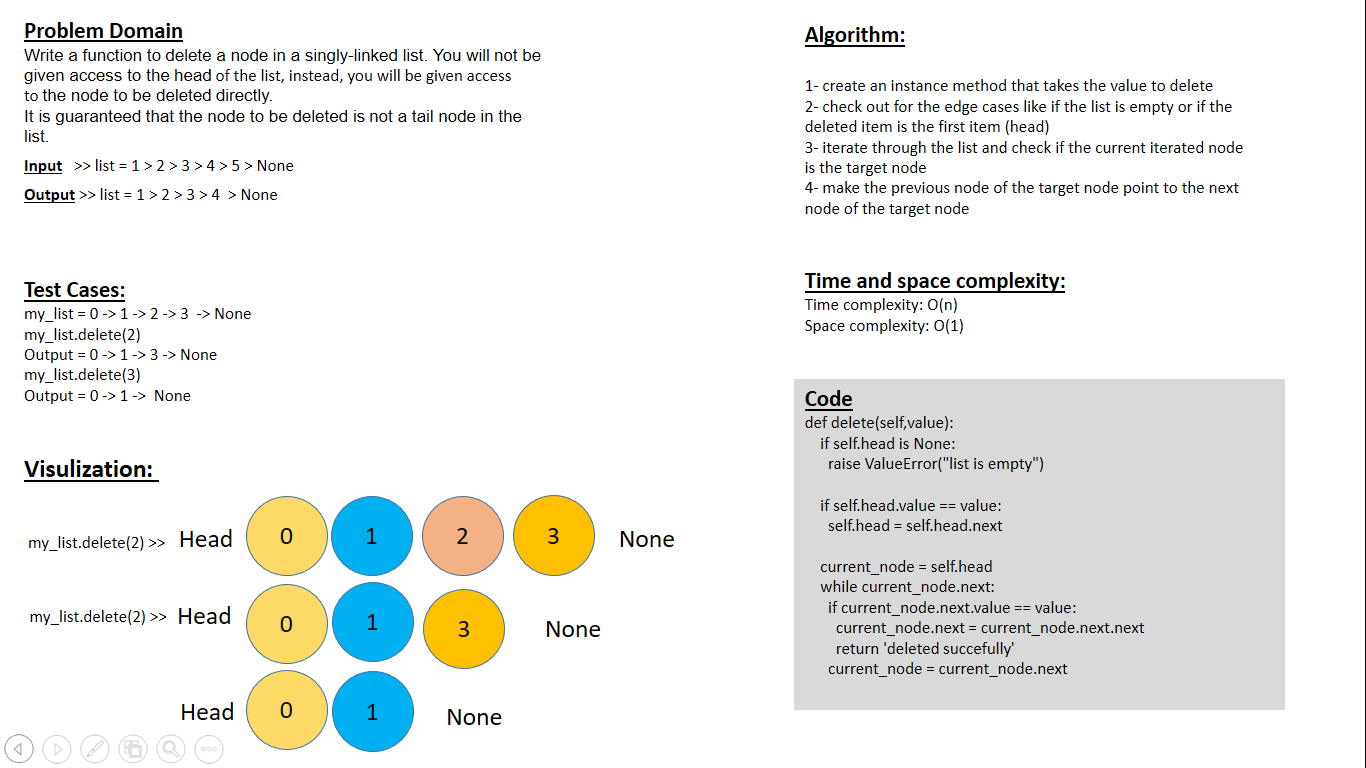 Problem Domain
Write a function to delete a node in a singly-linked list. You will not be
given access to the head of the list, instead, you will be given access
to the node to be deleted directly.
It is guaranteed that the node to be deleted is not a tail node in the
list.
Input >> list = 1 > 2 > 3 > 4 > 5 > None
Output >> list = 1 > 2 > 3 > 4 > None
Test Cases:
my_list = 0 -> 1 -> 2 -> 3 -> None
my_list.delete(2)
Output = 0 -> 1 -> 3 -> None
my_list.delete(3)
Output = 0 -> 1 -> None
Visulization:
my_list.delete(2) >> Head 0 1 2 3 None
my_list.delete(2) >> Head 0 1 3 None
Head 0 1 None
Algorithm:
1- create an instance method that takes the value to delete
2- check out for the edge cases like if the list is empty or if the
deleted item is the first item (head)
3- iterate through the list and check if the current iterated node
is the target node
4- make the previous node of the target node point to the next
node of the target node
Time and space complexity:
Time complexity: O(n)
Space complexity: O(1)
Code
def delete(self,value):
if self.head is None:
raise ValueError("list is empty")
if self.head.value == value:
self.head = self.head.next
current_node = self.head
while current_node.next:
if current_node.next.value == value:
current_node.next = current_node.next.next
return 'deleted succefully'
current_node = current_node.next